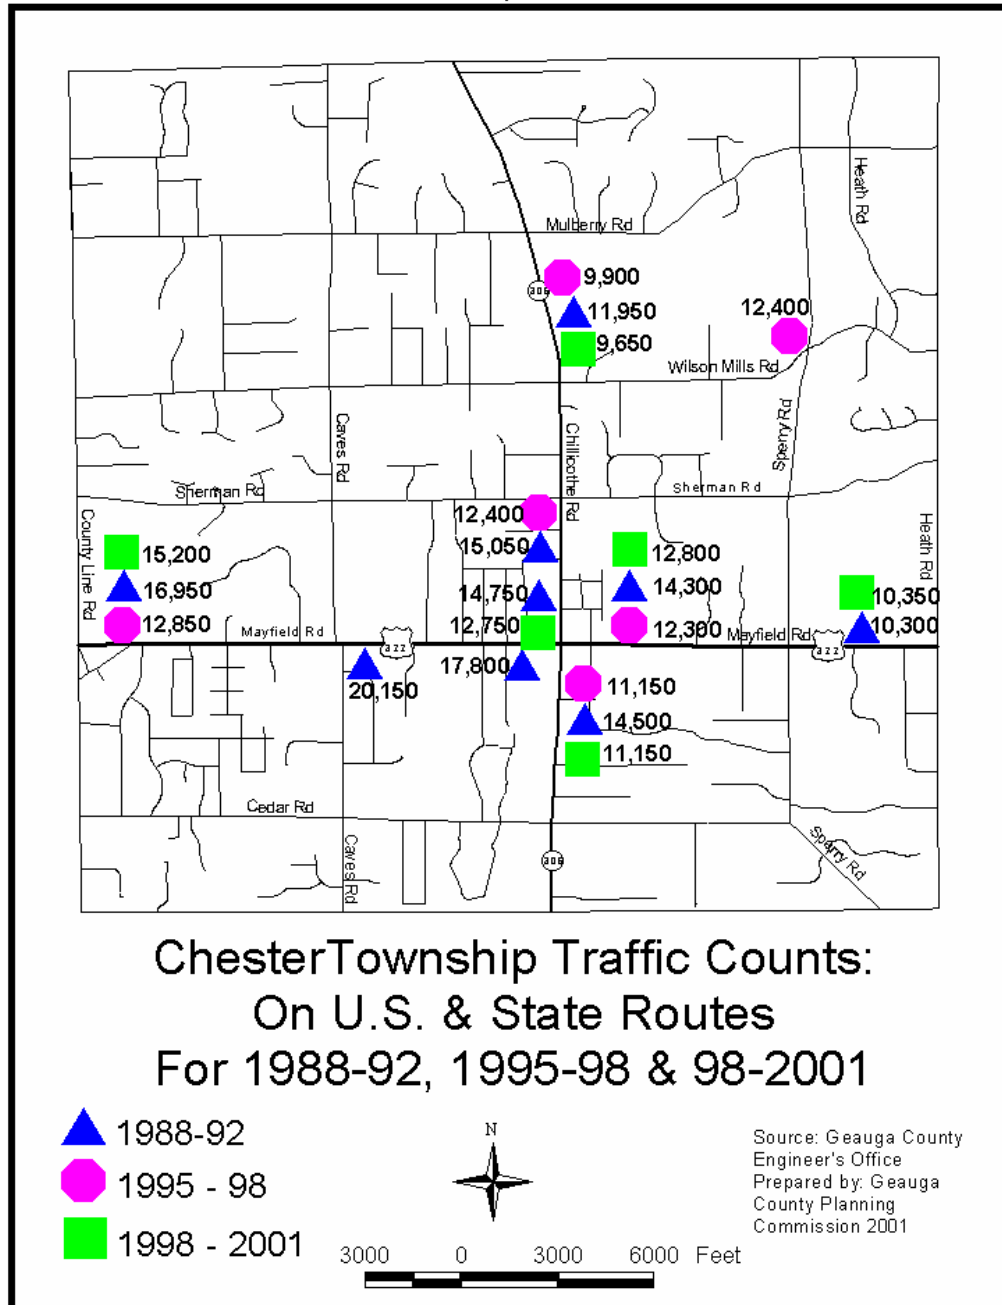 Heath Rd
Mulberry Rd
9,900
306
11,950
12,400
9,650
Wilson Mills Rd
Caves Rd
Chillicothe Rd
Sperry Rd
Sherman Rd
Sherman Rd
County Line Rd
12,400
Heath Rd
15,200
15,050
12,800
16,950
14,750
14,300
10,350
12,850
Mayfield Rd
12,750
12,300
Mayfield Rd
10,300
322
322
20,150
17,800
11,150
14,500
11,150
Cedar Rd
Caves Rd
306
Sperry Rd
ChesterTownship Traffic Counts:
On U.S. & State Routes
For 1988-92, 1995-98 & 98-2001
1988-92
1995 - 98
1998 - 2001
N
3000 0 3000 6000 Feet
Source: Geauga County
Engineer's Office
Prepared by: Geauga
County Planning
Commission 2001